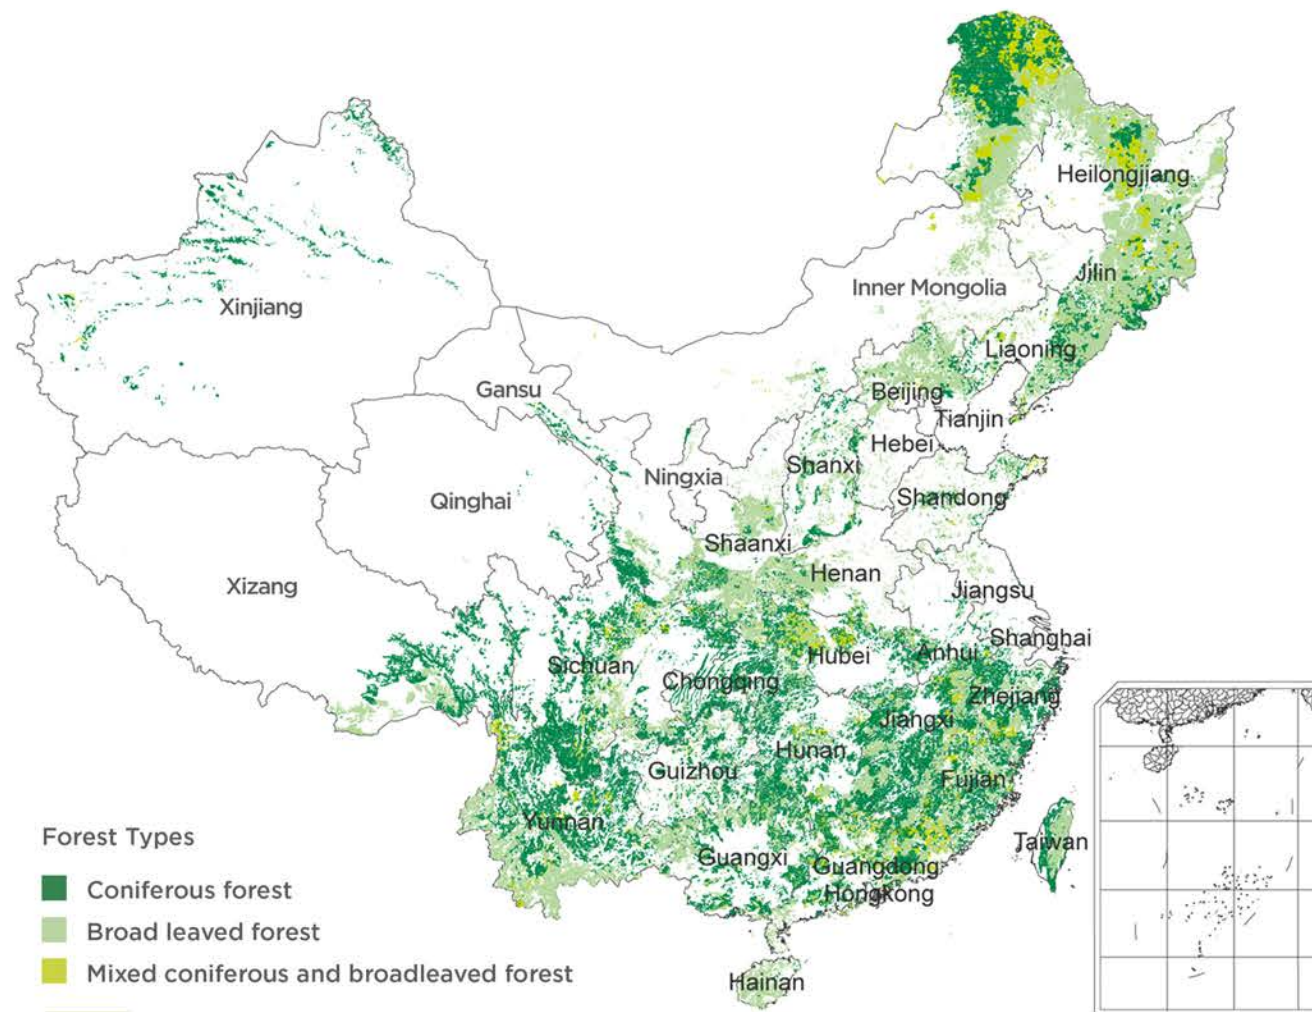 Heilongjiang
Jilin
Inner Mongolia
Xinjiang
Liaoning
Gansu
Beijing
Tianjin
Hebei
Ningxia
Shanxi
Qinghai
Shandong
Shaanxi
Henan
Xizang
Jiangsu
Shanghai
Anhui
Hubei
Sichuan
Chongqing
Zhejiang
Jiangxi
Hunan
Guizhou
Fujian
Yunnan
Taiwan
Guangxi
Guangdong
Hongkong
Hainan
Forest Types
Coniferous forest
Broad leaved forest
Mixed coniferous and broadleaved forest